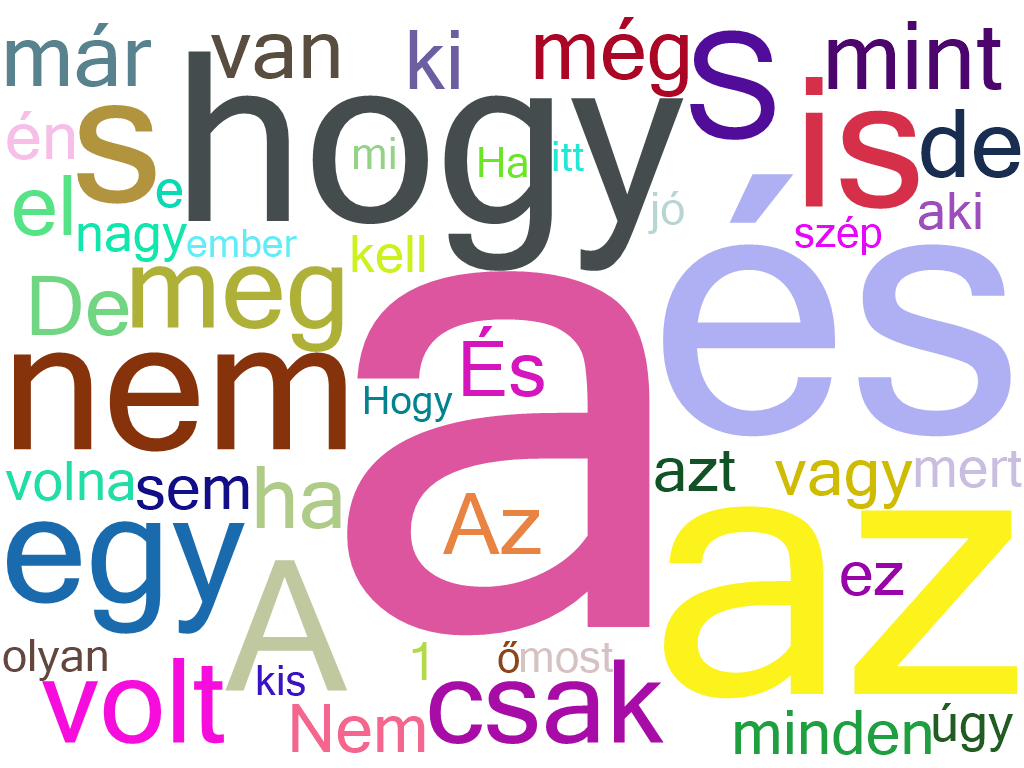 már van ki még S mint
én s hogy mi Ha itt is de
el e jó aki
nagy ember kell szép
De meg és
nem a És
Hogy
volna sem ha azt vagy mert
egy Az az
A ez
olyan 1 ő most
volt kis csak
Nem minden úgy